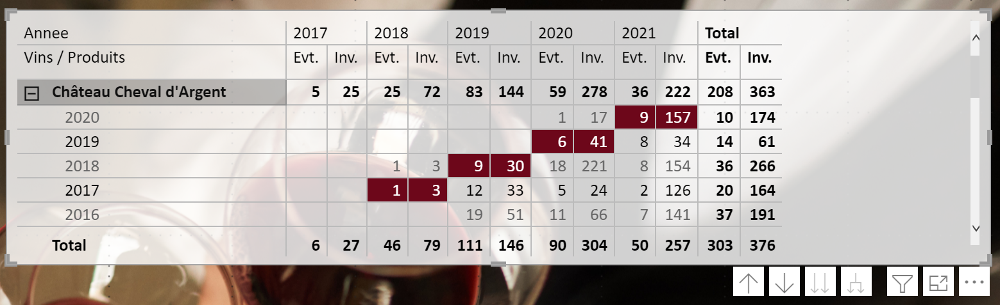 Annee 2017 2018 2019 2020 2021 Total
Vins / Produits Evt. Inv. Evt. Inv. Evt. Inv. Evt. Inv. Evt. Inv. Evt. Inv.
Château Cheval d'Argent 5 25 25 72 83 144 59 278 36 222 208 363
2020 1 17 9 157 10 174
2019 6 41 8 34 14 61
2018 1 3 9 30 18 221 8 154 36 266
2017 1 3 12 33 5 24 2 126 20 164
2016 19 51 11 66 7 141 37 191
Total 6 27 46 79 111 146 90 304 50 257 303 376